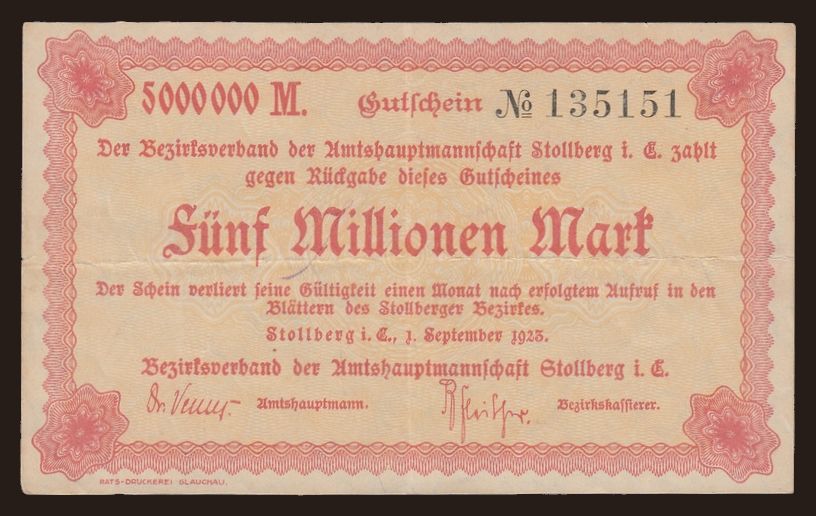 5000000 M. Gutschein № 135151
Der Bezirksverband der Amtshauptmannschaft Stollberg i. E. zahlt
gegen Rückgabe dieses Gutscheines
Fünf Millionen Mark
Der Schein verliert seine Gültigkeit einen Monat nach erfolgtem Aufruf in den
Blättern des Stollberger Bezirkes.
Stollberg i. E., 1. September 1923.
Bezirksverband der Amtshauptmannschaft Stollberg i. E.
Dr. Amtshauptmann. Bezirkskassierer.
RATS-DRUCKEREI GLAUCHAU.